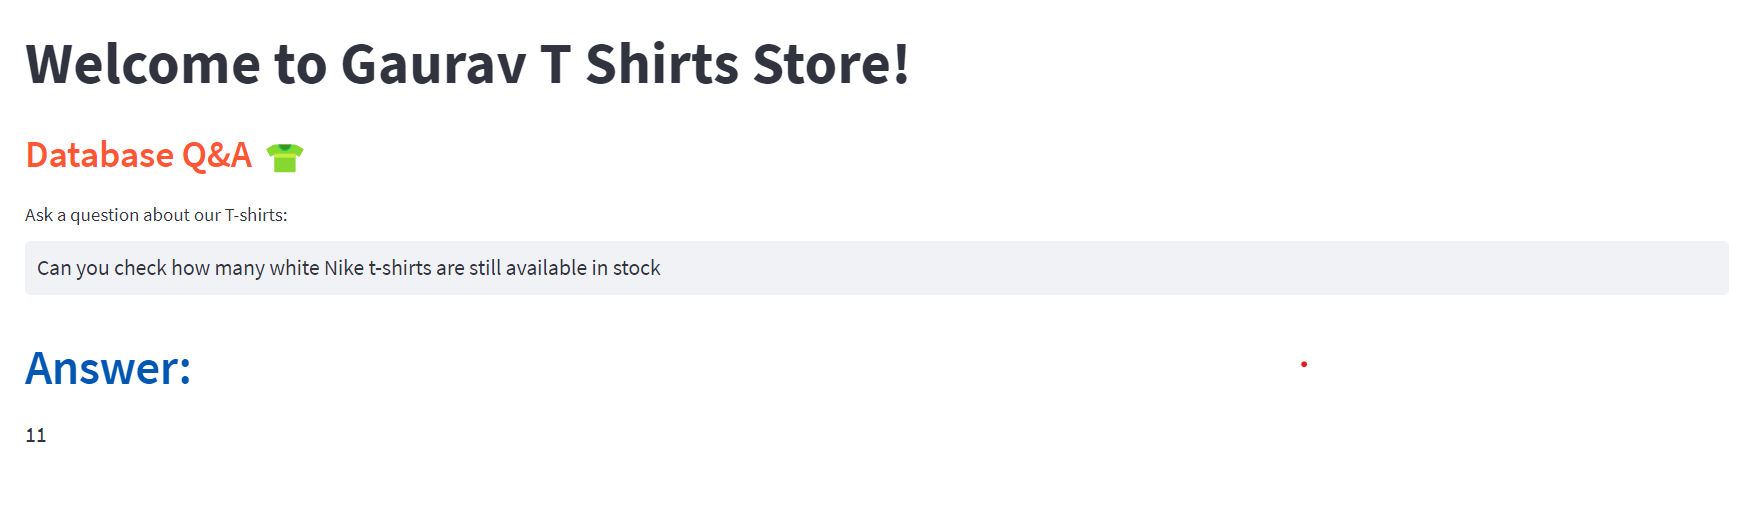 Welcome to Gaurav T Shirts Store!
Database Q&A
Ask a question about our T-shirts:
Can you check how many white Nike t-shirts are still available in stock
Answer:
11